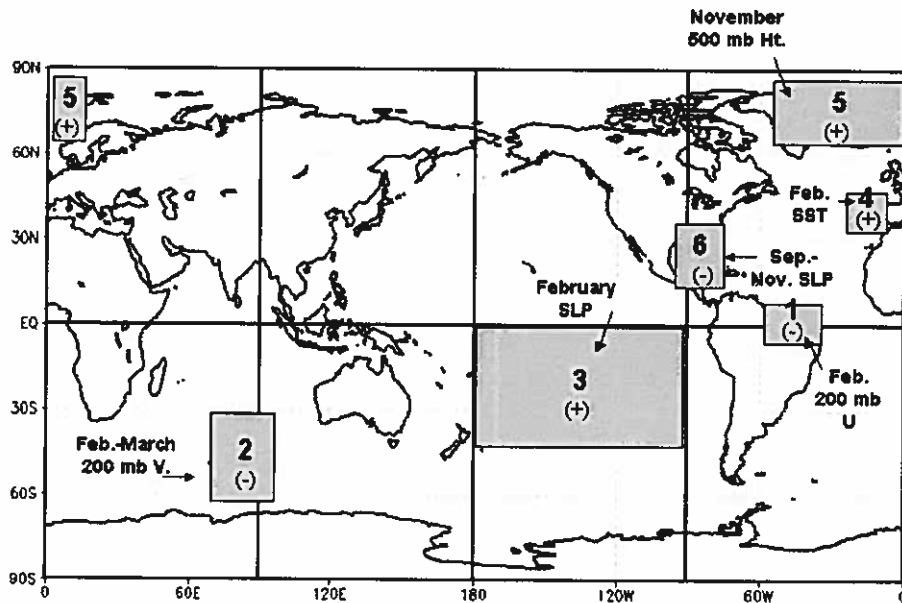 November
500 mb Ht.
90N
5
(+)
5
(+)
60N
Feb.
SST
4
(+)
30N
6
(-)
Sep.-
Nov. SLP
February
SLP
EQ
1
(-)
3
(+)
Feb.
200 mb
U
30S
Feb.-March
200 mb V.
2
(-)
60S
90S
0
60E
120E
180
120W
60W
0